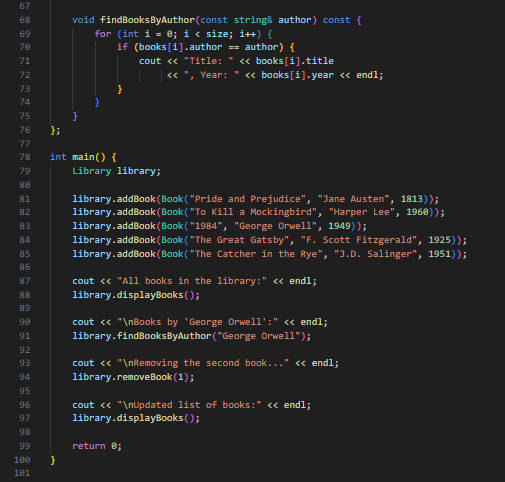 67
68 void findBooksByAuthor(const string& author) const {
69 for (int i = 0; i < size; i++) {
70 if (books[i].author == author) {
71 cout << "Title: " << books[i].title
72 << ", Year: " << books[i].year << endl;
73 }
74 }
75 }
76 };
77
78 int main() {
79 Library library;
80
81 library.addBook(Book("Pride and Prejudice", "Jane Austen", 1813));
82 library.addBook(Book("To Kill a Mockingbird", "Harper Lee", 1960));
83 library.addBook(Book("1984", "George Orwell", 1949));
84 library.addBook(Book("The Great Gatsby", "F. Scott Fitzgerald", 1925));
85 library.addBook(Book("The Catcher in the Rye", "J.D. Salinger", 1951));
86
87 cout << "All books in the library:" << endl;
88 library.displayBooks();
89
90 cout << "\nBooks by 'George Orwell':" << endl;
91 library.findBooksByAuthor("George Orwell");
92
93 cout << "\nRemoving the second book..." << endl;
94 library.removeBook(1);
95
96 cout << "\nUpdated list of books:" << endl;
97 library.displayBooks();
98
99 return 0;
100 }
101